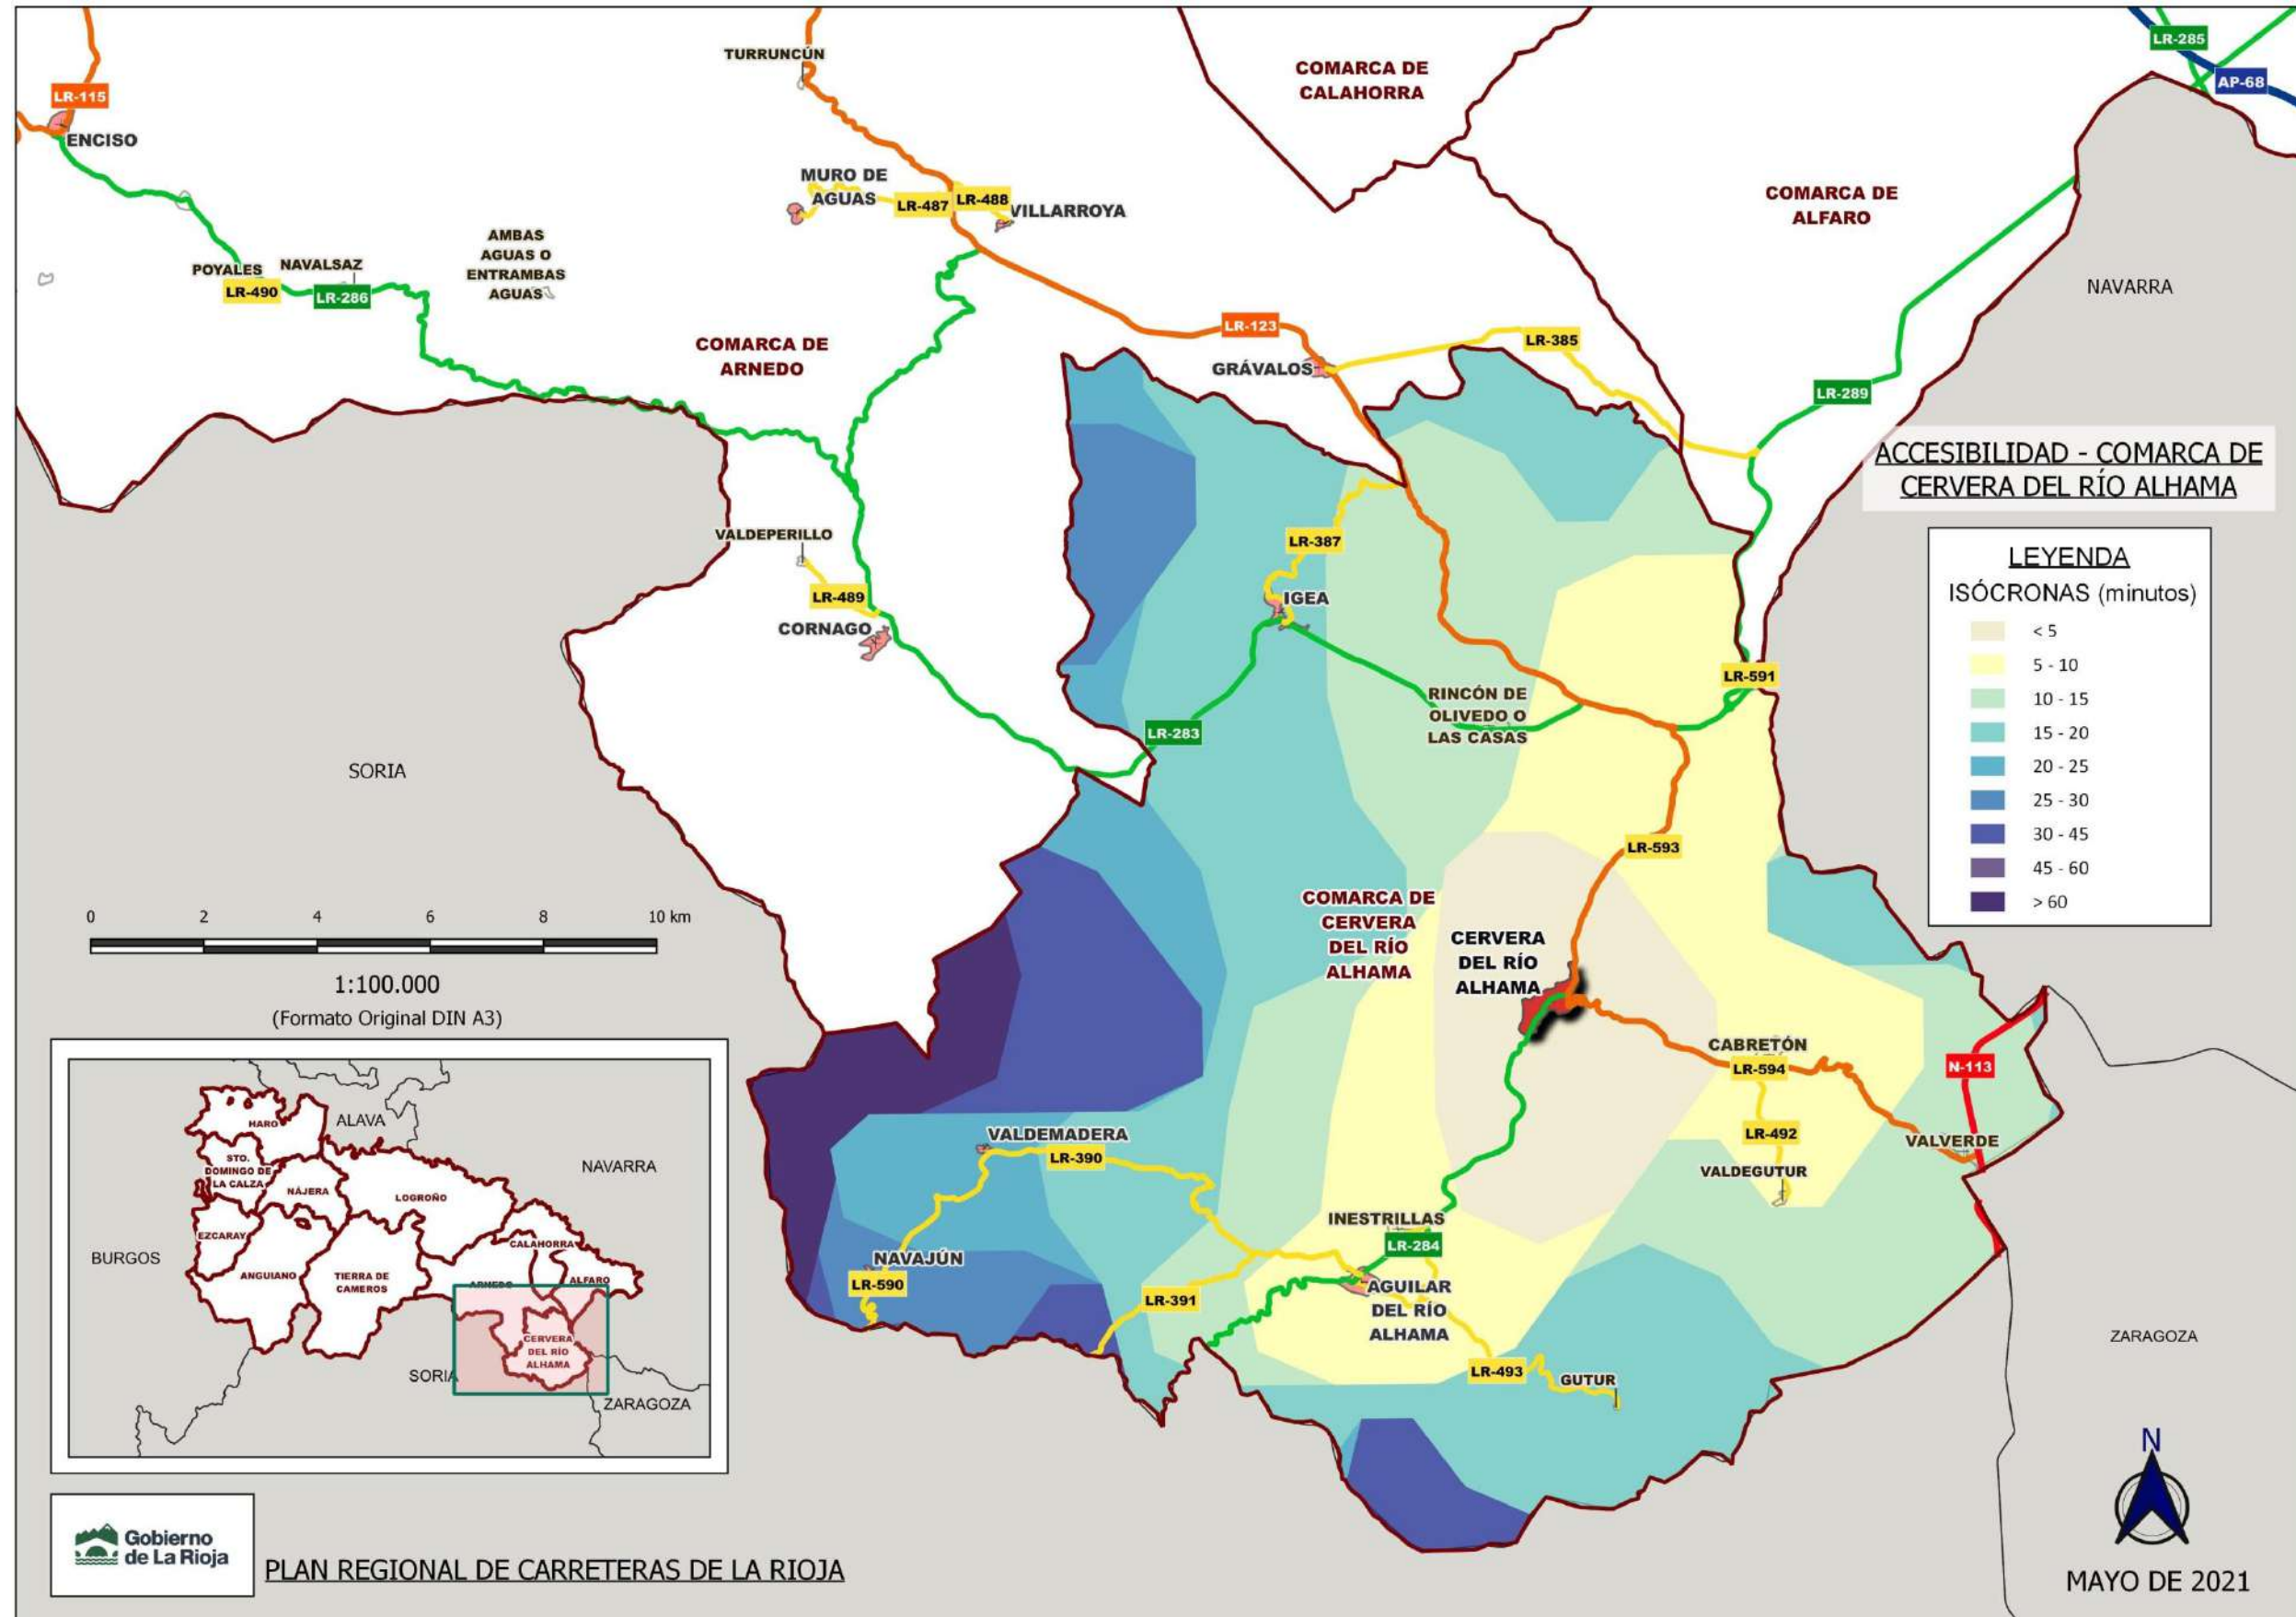 TURRUNCÚN
LR-115
ENCISO
COMARCA DE
CALAHORRA
LR-285
AP-68
MURO DE
AGUAS
LR-487
LR-488
VILLARROYA
COMARCA DE
ALFARO
AMBAS
AGUAS O
ENTRAMBAS
AGUAS
POYALES
NAVALSAZ
LR-490
LR-286
NAVARRA
COMARCA DE
ARNEDO
LR-123
LR-385
GRÁVALOS
LR-289
ACCESIBILIDAD - COMARCA DE
CERVERA DEL RÍO ALHAMA
VALDEPERILLO
LR-387
LR-489
IGEA
CORNAGO
LR-591
RINCÓN DE
OLIVEDO O
LAS CASAS
LR-283
SORIA
LR-593
LEYENDA
ISÓCRONAS (minutos)
< 5
5 - 10
10 - 15
15 - 20
20 - 25
25 - 30
30 - 45
45 - 60
> 60
COMARCA DE
CERVERA
DEL RÍO
ALHAMA
CERVERA
DEL RÍO
ALHAMA
0 2 4 6 8 10 km
1:100.000
(Formato Original DIN A3)
CABRETÓN
LR-594
N-113
LR-492
VALVERDE
VALDEGUTUR
VALDEMADERA
LR-390
INESTRILLAS
LR-284
NAVAJÚN
LR-590
LR-391
AGUILAR
DEL RÍO
ALHAMA
LR-493
GUTUR
ZARAGOZA
HARO
ALAVA
STO.
DOMINGO DE
LA CALZA
NÁJERA
LOGROÑO
NAVARRA
EZCARAY
BURGOS
ANGUIANO
TIERRA DE
CAMEROS
CALAHORRA
ARNEDO
ALFARO
CERVERA
DEL RÍO
ALHAMA
SORIA
ZARAGOZA
Gobierno
de La Rioja
PLAN REGIONAL DE CARRETERAS DE LA RIOJA
N
MAYO DE 2021